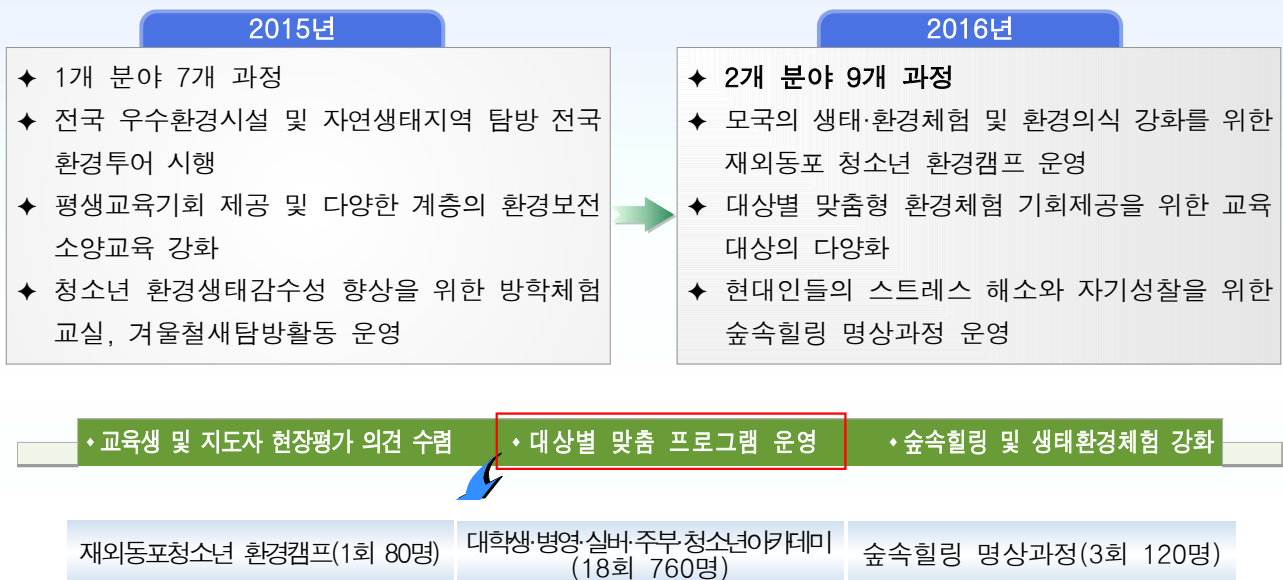 2015년
✦ 1개 분야 7개 과정
✦ 전국 우수환경시설 및 자연생태지역 탐방 전국
환경투어 시행
✦ 평생교육기회 제공 및 다양한 계층의 환경보전
소양교육 강화
✦ 청소년 환경생태감수성 향상을 위한 방학체험
교실, 겨울철새탐방활동 운영
2016년
✦ 2개 분야 9개 과정
✦ 모국의 생태·환경체험 및 환경의식 강화를 위한
재외동포 청소년 환경캠프 운영
✦ 대상별 맞춤형 환경체험 기회제공을 위한 교육
대상의 다양화
✦ 현대인들의 스트레스 해소와 자기성찰을 위한
숲속힐링 명상과정 운영
⬩교육생 및 지도자 현장평가 의견 수렴
⬩대상별 맞춤 프로그램 운영
⬩숲속힐링 및 생태환경체험 강화
재외동포청소년 환경캠프(1회 80명)
대학생·병영·실버·주부·청소년아카데미
(18회 760명)
숲속힐링 명상과정(3회 120명)